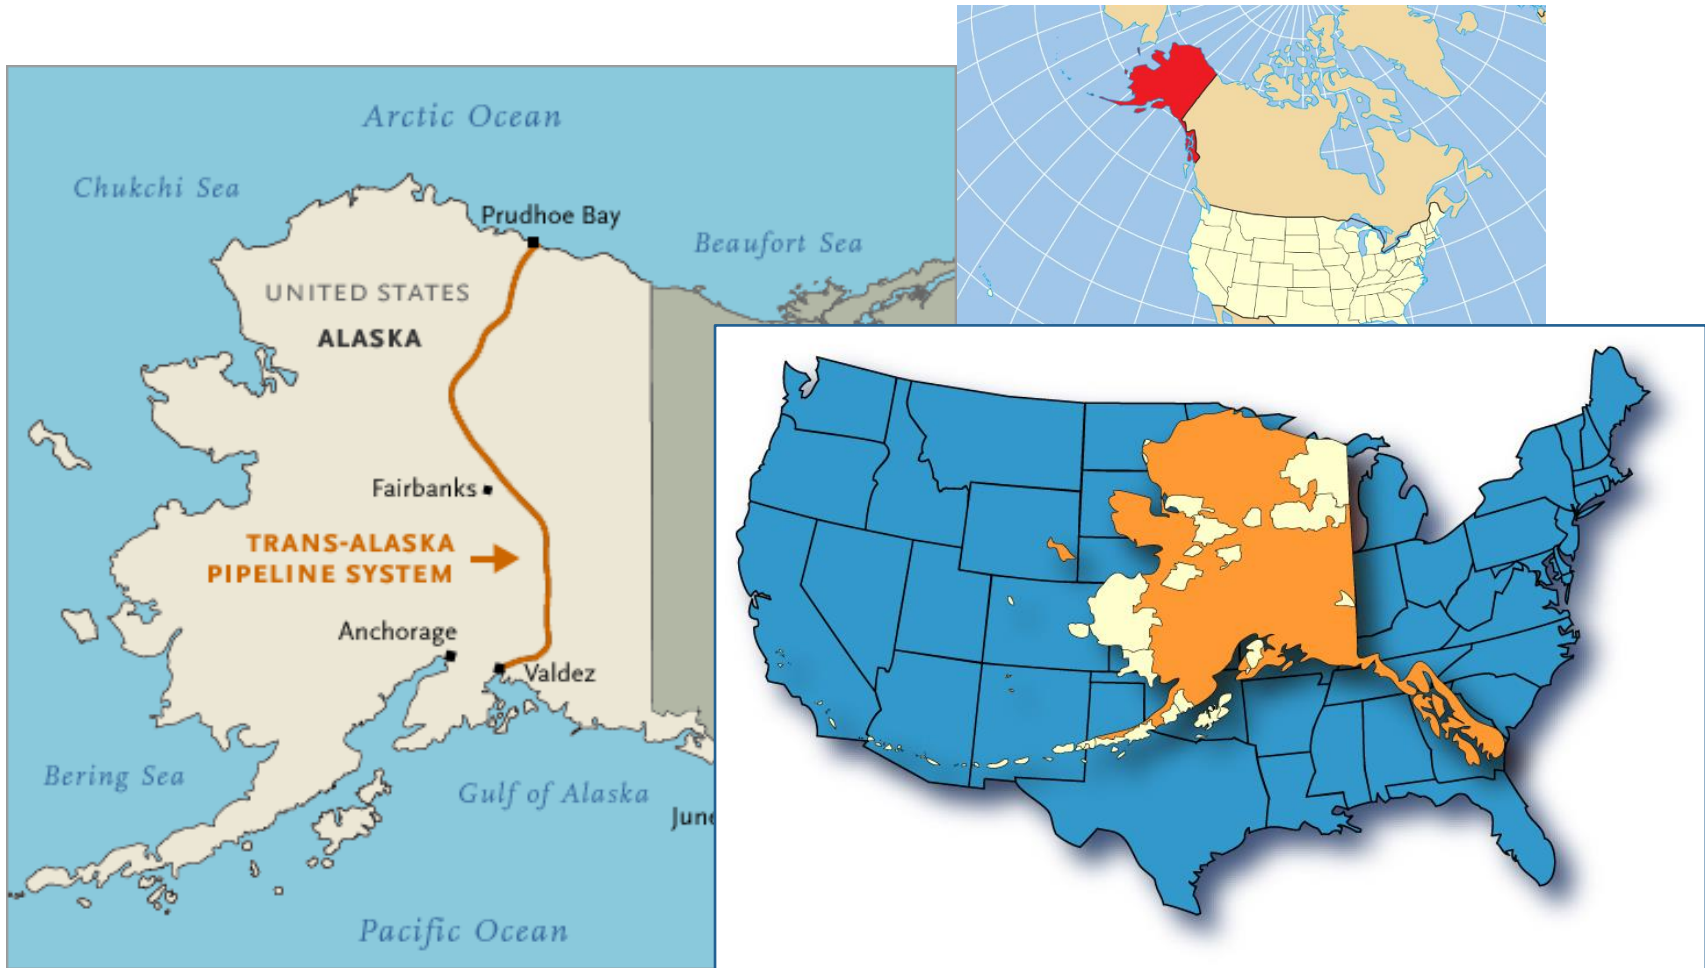 Arctic Ocean
Chukchi Sea
Prudhoe Bay
Beaufort Sea
UNITED STATES
ALASKA
Fairbanks
TRANS-ALASKA
PIPELINE SYSTEM
Anchorage
Valdez
Bering Sea
Gulf of Alaska
June
Pacific Ocean